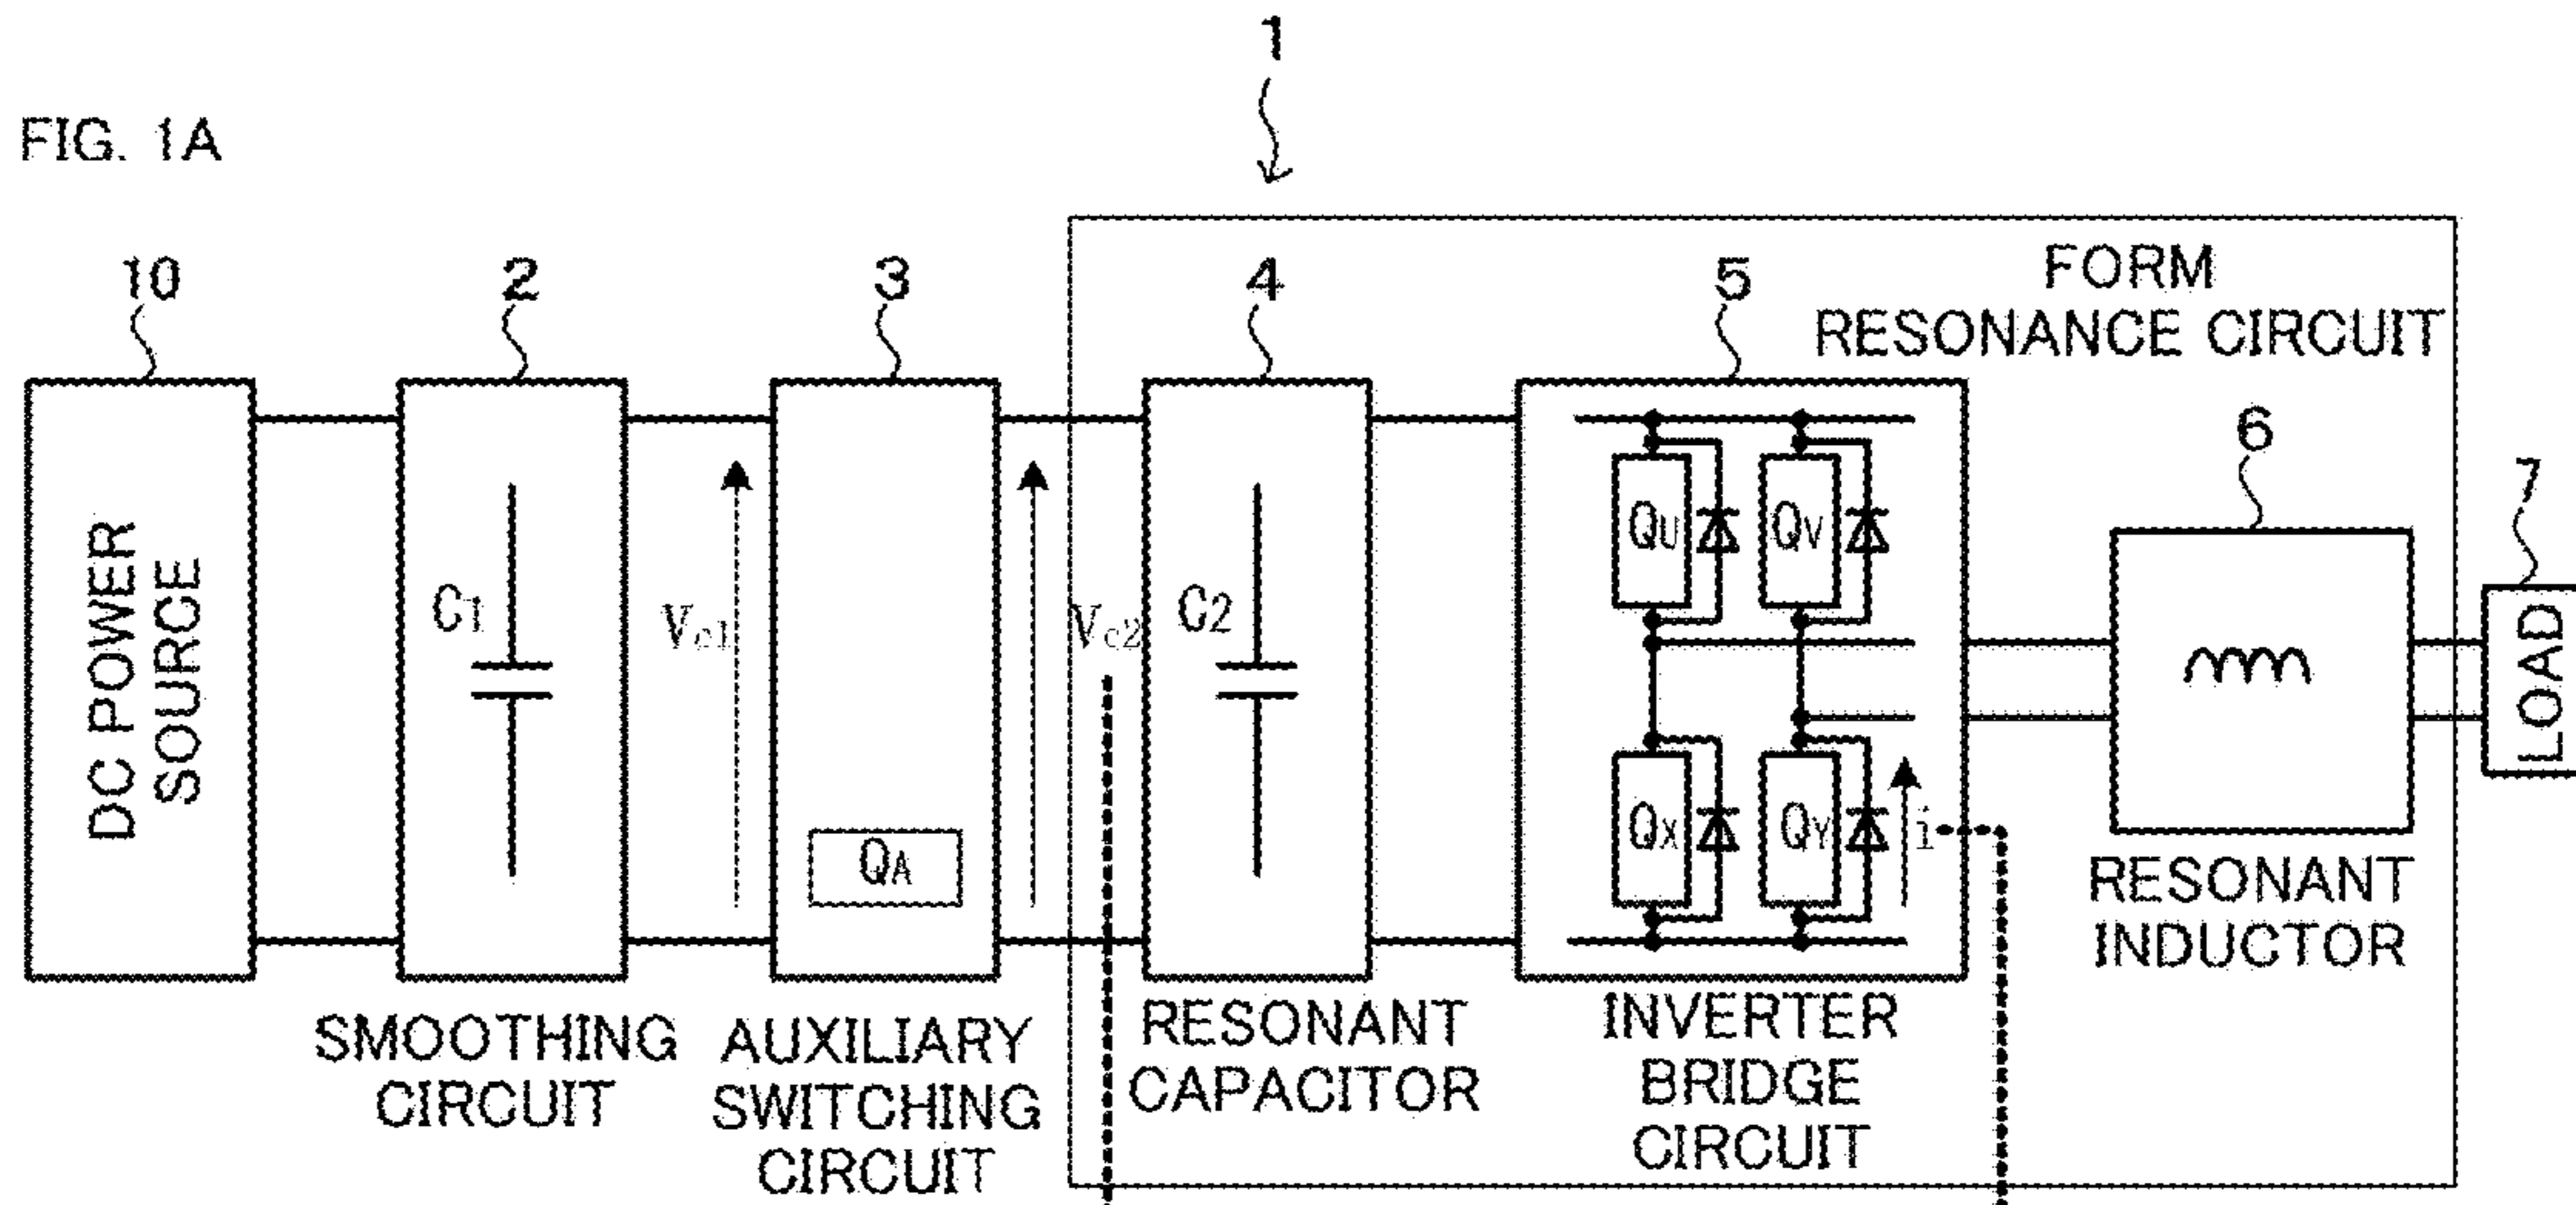 1
FIG. 1A
10
2
3
4
5
FORM
RESONANCE CIRCUIT
6
7
DC POWER
SOURCE
C1
Vc1
QA
Vc2
C2
QU
QV
QX
QY
i
LOAD
RESONANT
INDUCTOR
SMOOTHING
CIRCUIT
AUXILIARY
SWITCHING
CIRCUIT
RESONANT
CAPACITOR
INVERTER
BRIDGE
CIRCUIT